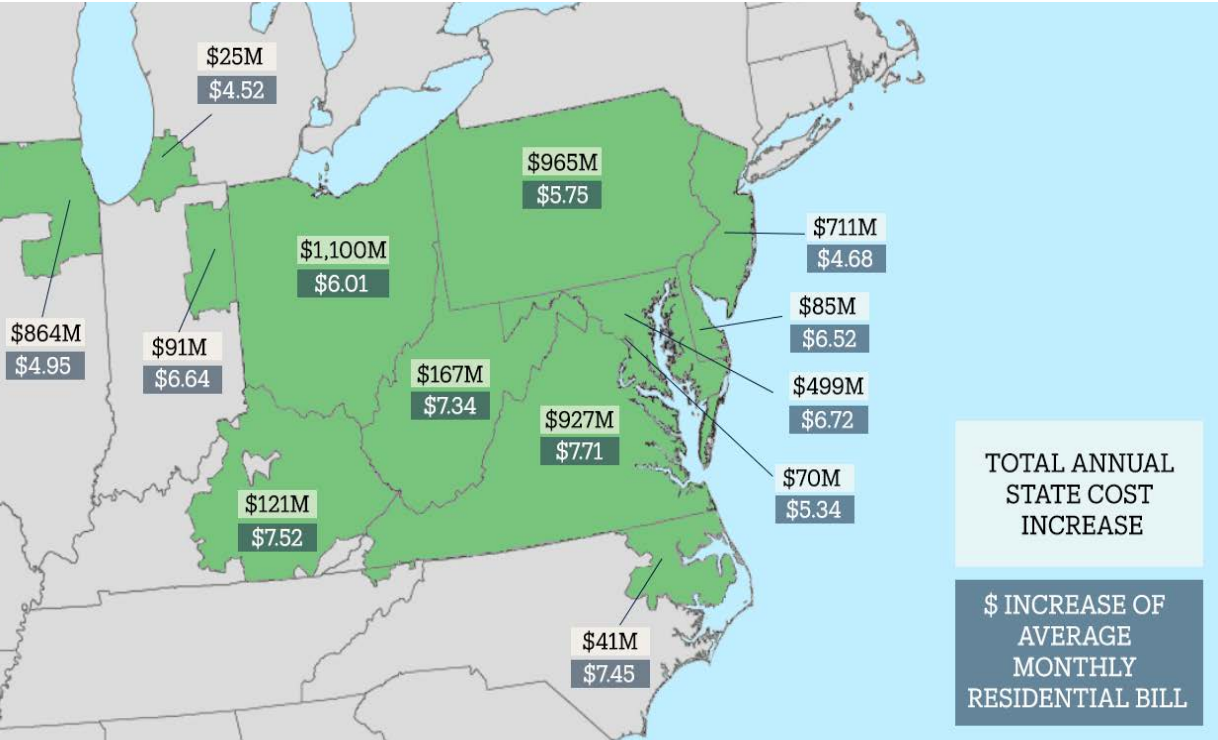 $25M
$4.52
$965M
$5.75
$1,100M
$6.01
$711M
$4.68
$85M
$6.52
$864M
$4.95
$91M
$6.64
$167M
$7.34
$499M
$6.72
$927M
$7.71
$70M
$5.34
$121M
$7.52
$41M
$7.45
TOTAL ANNUAL
STATE COST
INCREASE
$ INCREASE OF
AVERAGE
MONTHLY
RESIDENTIAL BILL